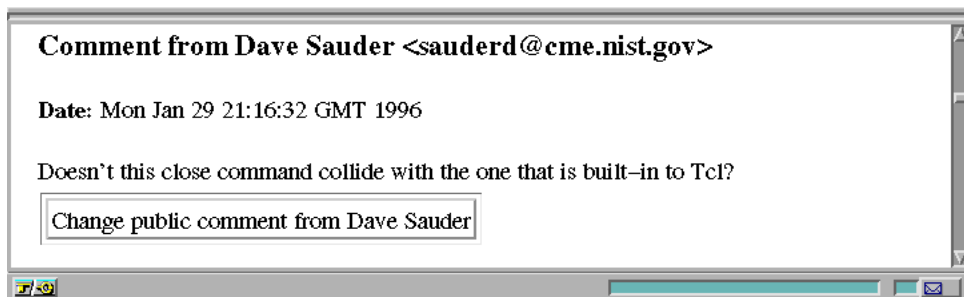 Comment from Dave Sauder <sauderd@cme.nist.gov>
Date: Mon Jan 29 21:16:32 GMT 1996
Doesn't this close command collide with the one that is built–in to Tcl?
Change public comment from Dave Sauder